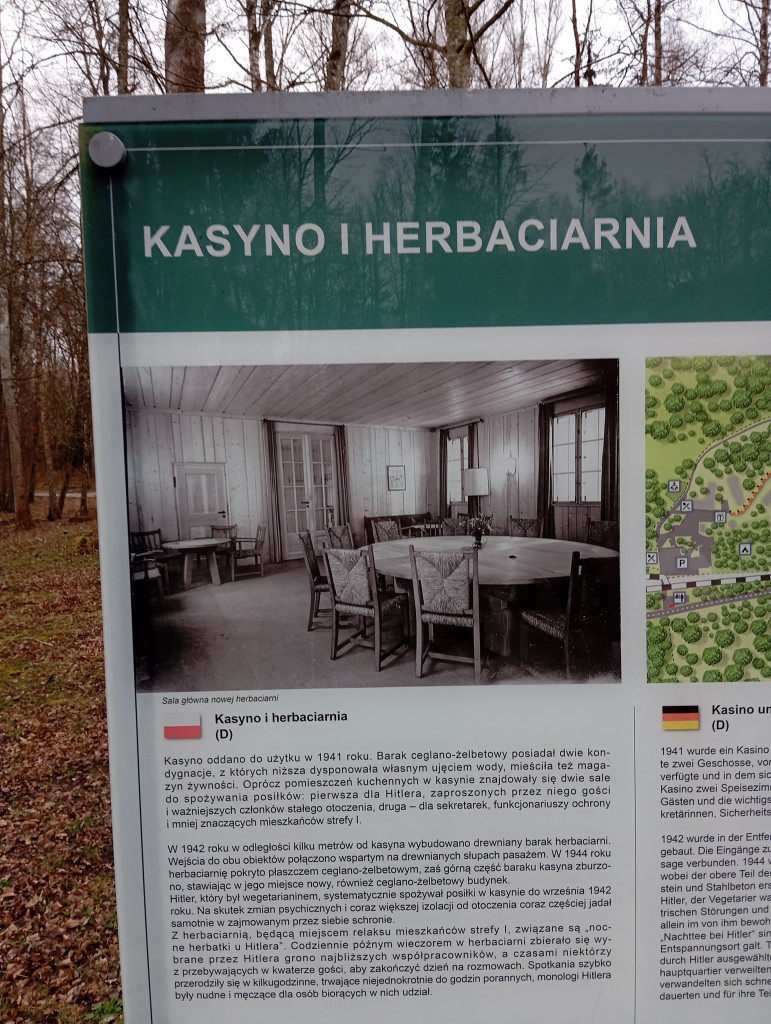 KASYNO I HERBACIARNIA
Sala główna nowej herbaciarni
Kasyno i herbaciarnia
(D)
Kasyno oddano do użytku w 1941 roku. Barak ceglano-żelbetowy posiadał dwie kon-
dygnacje, z których niższa dysponowała własnym ujęciem wody, mieściła też maga-
zyn żywności. Oprócz pomieszczeń kuchennych w kasynie znajdowały się dwie sale
do spożywania posiłków: pierwsza dla Hitlera, zaproszonych przez niego gości
i ważniejszych członków stałego otoczenia, druga – dla sekretarek, funkcjonariuszy ochrony
i mniej znaczących mieszkańców strefy I.
W 1942 roku w odległości kilku metrów od kasyna wybudowano drewniany barak herbaciarni.
Wejścia do obu obiektów połączono wspartym na drewnianych słupach pasażem. W 1944 roku
herbaciarnię pokryto płaszczem ceglano-żelbetowym, zaś górną część baraku kasyna zburzo-
no, stawiając w jego miejsce nowy, również ceglano-żelbetowy budynek.
Hitler, który był wegetarianinem, systematycznie spożywał posiłki w kasynie do września 1942
roku. Na skutek zmian psychicznych i coraz większej izolacji od otoczenia coraz częściej jadał
samotnie w zajmowanym przez siebie schronie.
Z herbaciarnią, będącą miejscem relaksu mieszkańców strefy I, związane są „noc-
ne herbatki u Hitlera". Codziennie późnym wieczorem w herbaciarni zbierało się wy-
brane przez Hitlera grono najbliższych współpracowników, a czasami niektórzy
z przebywających w kwaterze gości, aby zakończyć dzień na rozmowach. Spotkania szybko
przerodziły się w kilkugodzinne, trwające niejednokrotnie do godzin porannych, monologi Hitlera
były nudne i męczące dla osób biorących w nich udział.
P
Kasino un
(D)
1941 wurde ein Kasino
te zwei Geschosse, vor
verfügte und in dem sic
Kasino zwei Speisezim
Gästen und die wichtigs
kretärinnen, Sicherheits
1942 wurde in der Entfer
gebaut. Die Eingänge zu
sage verbunden. 1944 w
wobei der obere Teil de
stein und Stahlbeton ers
Hitler, der Vegetarier wa
trischen Störungen und
allein im von ihm bewoh
„Nachttee bei Hitler" sin
Entspannungsort galt. T
durch Hitler ausgewählte
hauptquartier verweilten
verwandelten sich schne
dauerten und für ihre Tei